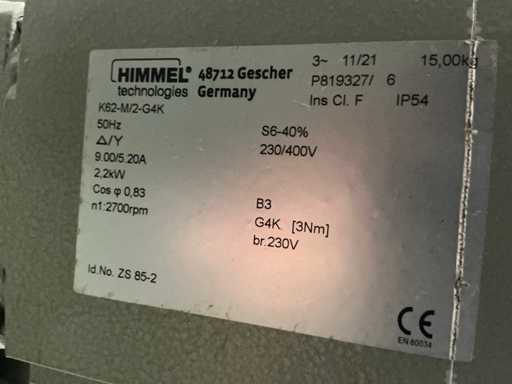 HIMMEL® 48712 Gescher 3~ 11/21 15,00kg
technologies Germany P819327/ 6
K62-M/2-G4K Ins Cl. F IP54
50Hz S6-40%
△/Y 230/400V
9.00/5.20A
2,2kW
Cos φ 0,83 B3
n1:2700rpm G4K [3Nm]
br.230V
Id.No. ZS 85-2
CE
EN 60034